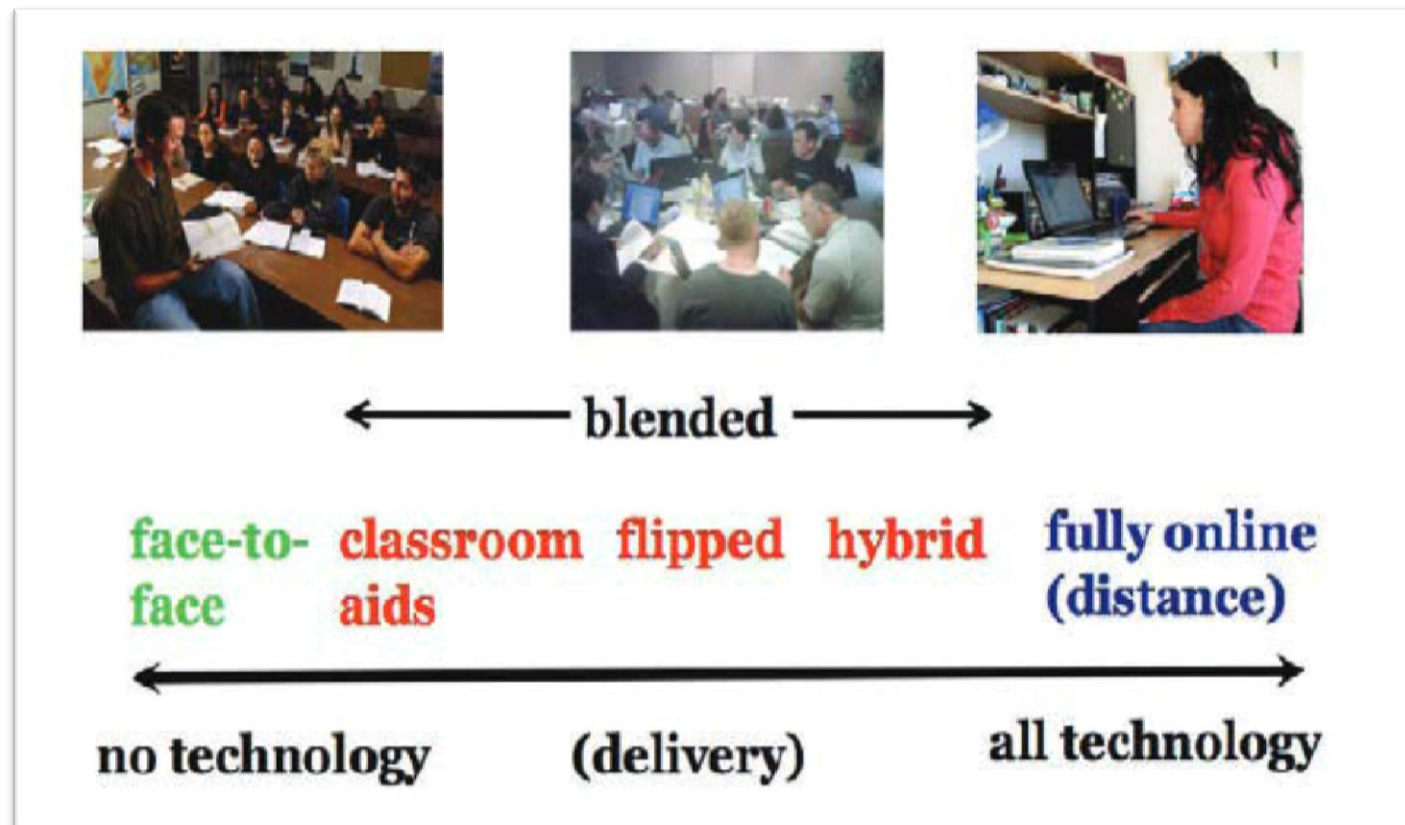 blended
face-to-
face
classroom
aids
flipped
hybrid
fully online
(distance)
no technology
(delivery)
all technology